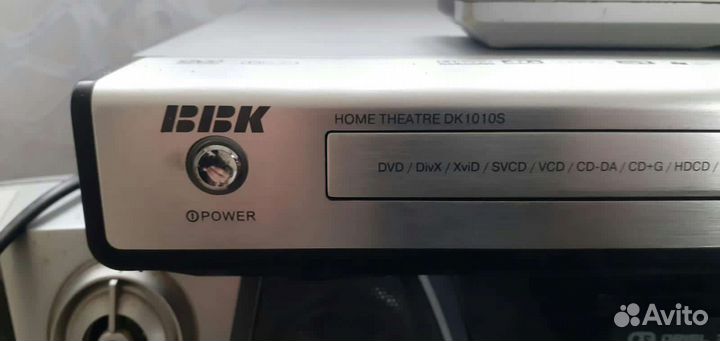 BBK
HOME THEATRE DK1010S
DVD / DivX / XviD / SVCD / VCD / CD-DA / CD+G / HDCD /
POWER
Avito